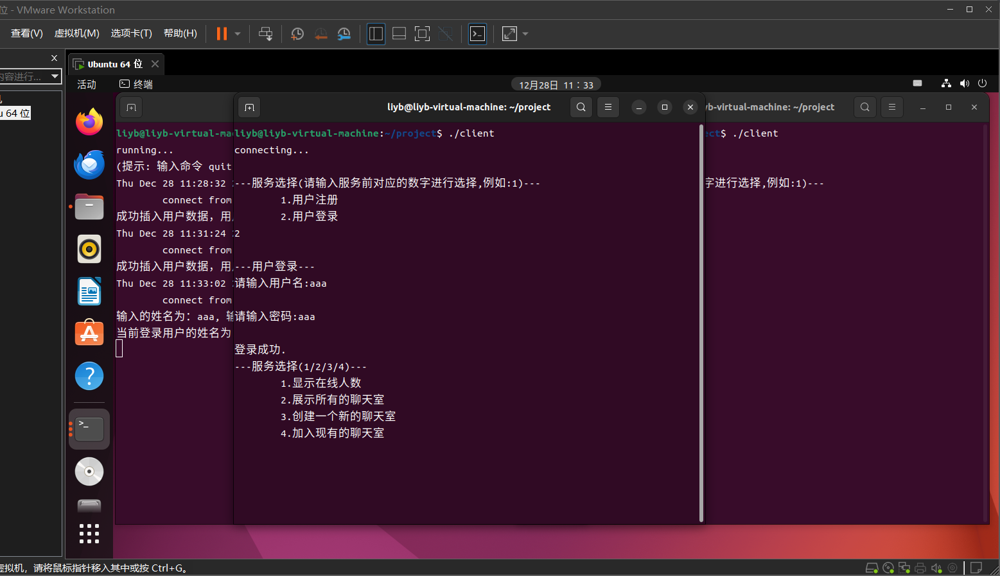 位 - VMware Workstation
查看(V) 虚拟机(M) 选项卡(T) 帮助(H)
内容进行...
Ubuntu 64 位
机
u 64 位
活动 终端 12月28日 11：33
liyb@liyb-virtual-machine: ~/project
yb-virtual-machine: ~/project
liyb@liyb-virtual-ma
running...
(提示: 输入命令 quit
Thu Dec 28 11:28:32
connect from
成功插入用户数据, 用
Thu Dec 28 11:31:24
connect from
成功插入用户数据, 用
Thu Dec 28 11:33:02
connect from
输入的姓名为: aaa, 输
当前登录用户的姓名为
liyb@liyb-virtual-machine:~/project$ ./client
connecting...
---服务选择(请输入服务前对应的数字进行选择,例如:1)---
1.用户注册
2.用户登录
2
---用户登录---
请输入用户名:aaa
请输入密码:aaa
登录成功.
---服务选择(1/2/3/4)---
1.显示在线人数
2.展示所有的聊天室
3.创建一个新的聊天室
4.加入现有的聊天室
ect$ ./client
字进行选择,例如:1)---
虚拟机，请将鼠标指针移入其中或按 Ctrl+G。